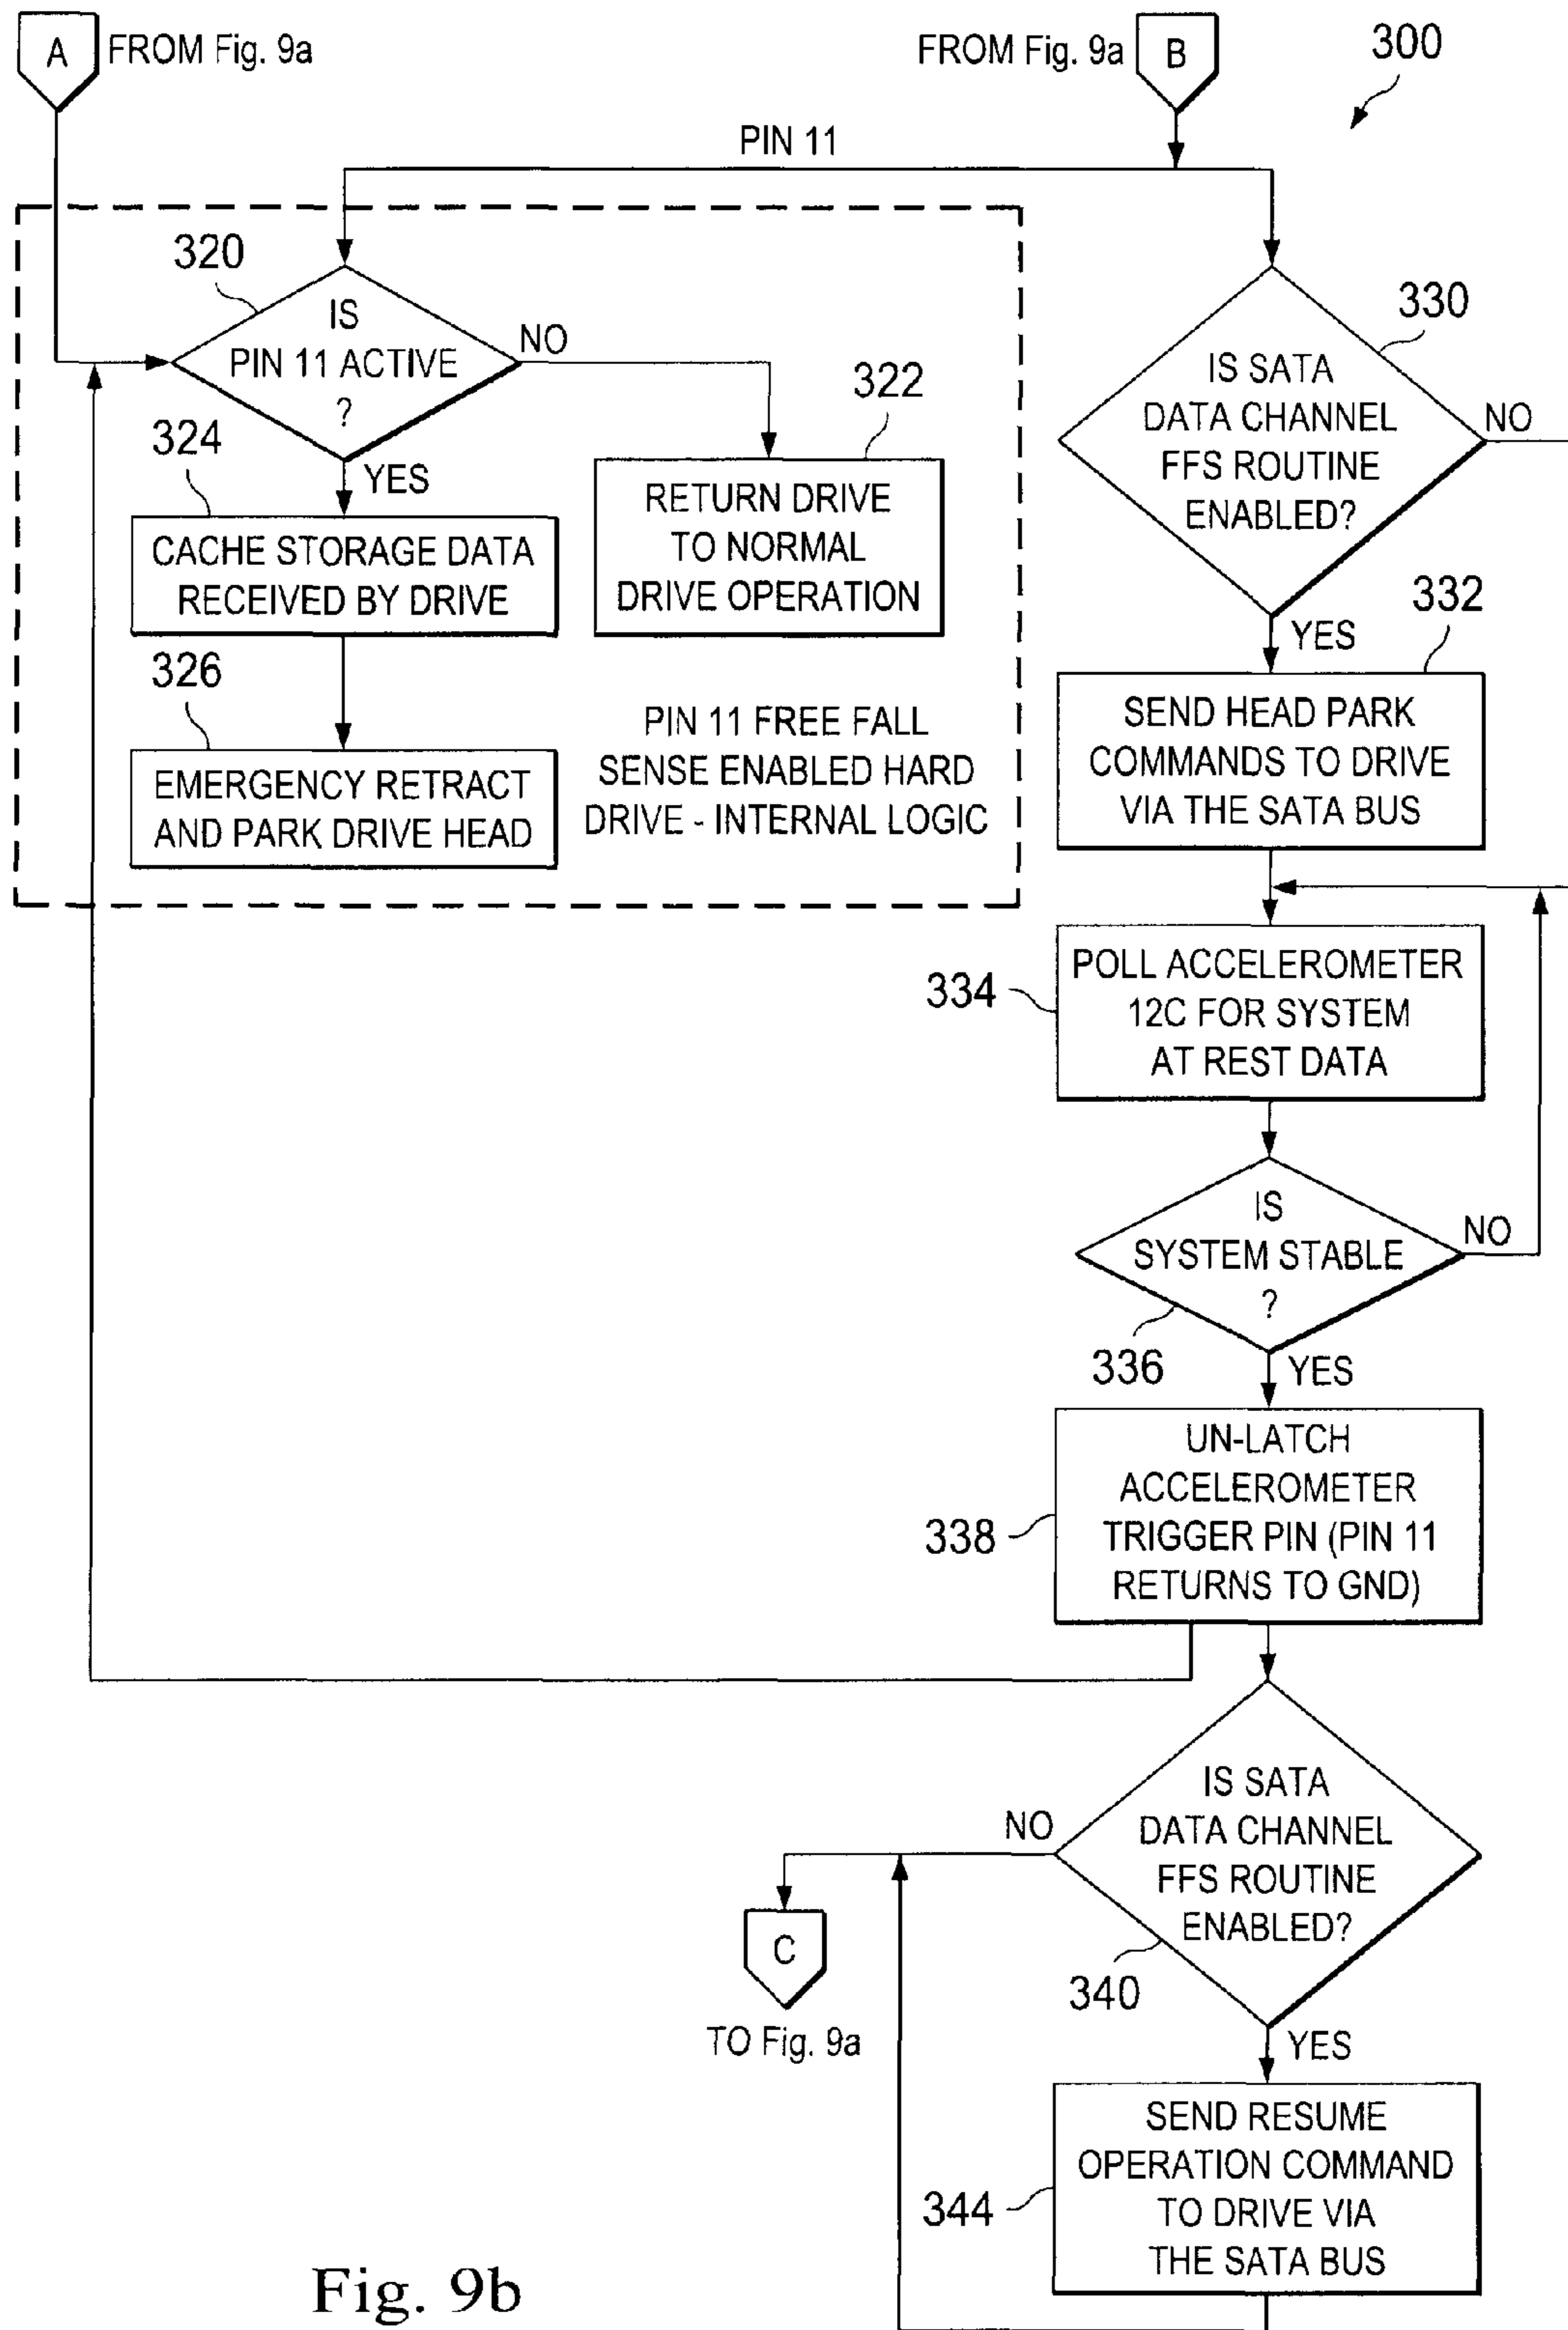 A
FROM Fig. 9a
FROM Fig. 9a
B
300
PIN 11
320
IS
PIN 11 ACTIVE
?
NO
YES
322
RETURN DRIVE
TO NORMAL
DRIVE OPERATION
324
CACHE STORAGE DATA
RECEIVED BY DRIVE
326
EMERGENCY RETRACT
AND PARK DRIVE HEAD
PIN 11 FREE FALL
SENSE ENABLED HARD
DRIVE - INTERNAL LOGIC
330
IS SATA
DATA CHANNEL
FFS ROUTINE
ENABLED?
NO
YES
332
SEND HEAD PARK
COMMANDS TO DRIVE
VIA THE SATA BUS
334
POLL ACCELEROMETER
12C FOR SYSTEM
AT REST DATA
IS
SYSTEM STABLE
?
NO
336
YES
338
UN-LATCH
ACCELEROMETER
TRIGGER PIN (PIN 11
RETURNS TO GND)
IS SATA
DATA CHANNEL
FFS ROUTINE
ENABLED?
NO
340
YES
C
TO Fig. 9a
344
SEND RESUME
OPERATION COMMAND
TO DRIVE VIA
THE SATA BUS
Fig. 9b